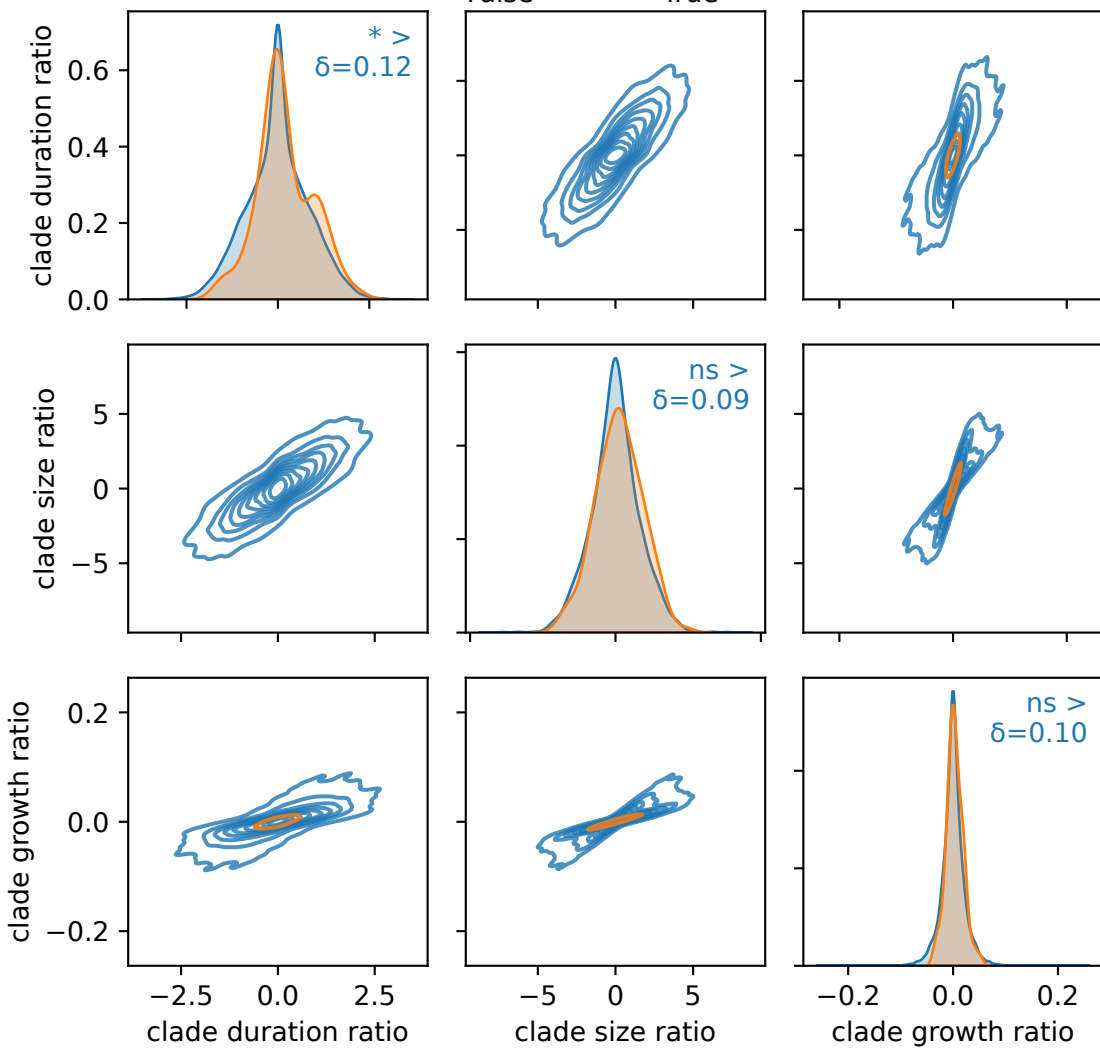 clade duration ratio
0.6
0.4
0.2
0.0
* >
δ=0.12
clade size ratio
5
0
−5
ns >
δ=0.09
clade growth ratio
0.2
0.0
−0.2
ns >
δ=0.10
−2.5 0.0 2.5
−5 0 5
−0.2 0.0 0.2
clade duration ratio
clade size ratio
clade growth ratio